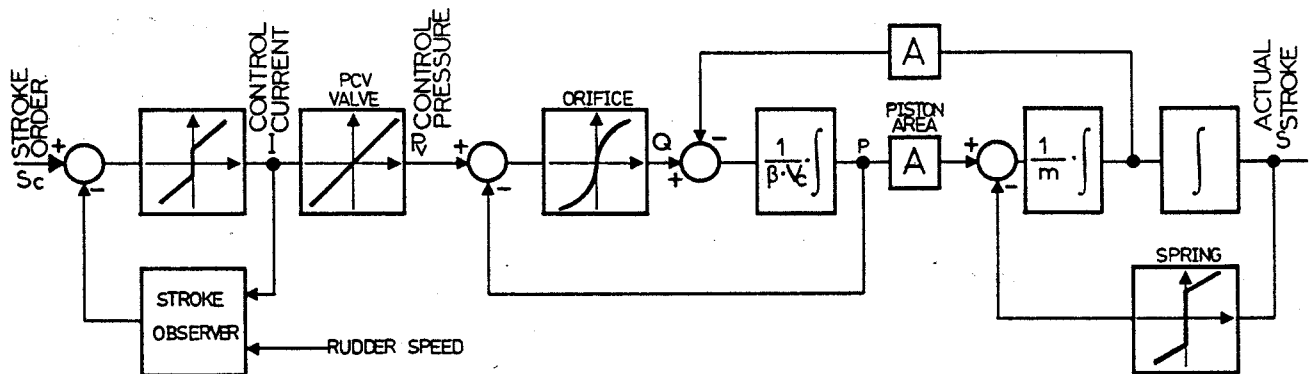 STROKE
ORDER
Sc
+
-
CONTROL
CURRENT
I
PCV
VALVE
CONTROL
PRESSURE
Pv
+
-
ORIFICE
Q
+
-
1
β·Vc
∫
P
PISTON
AREA
A
A
+
-
1
m
·∫
∫
ACTUAL
STROKE
S
SPRING
STROKE
OBSERVER
RUDDER SPEED